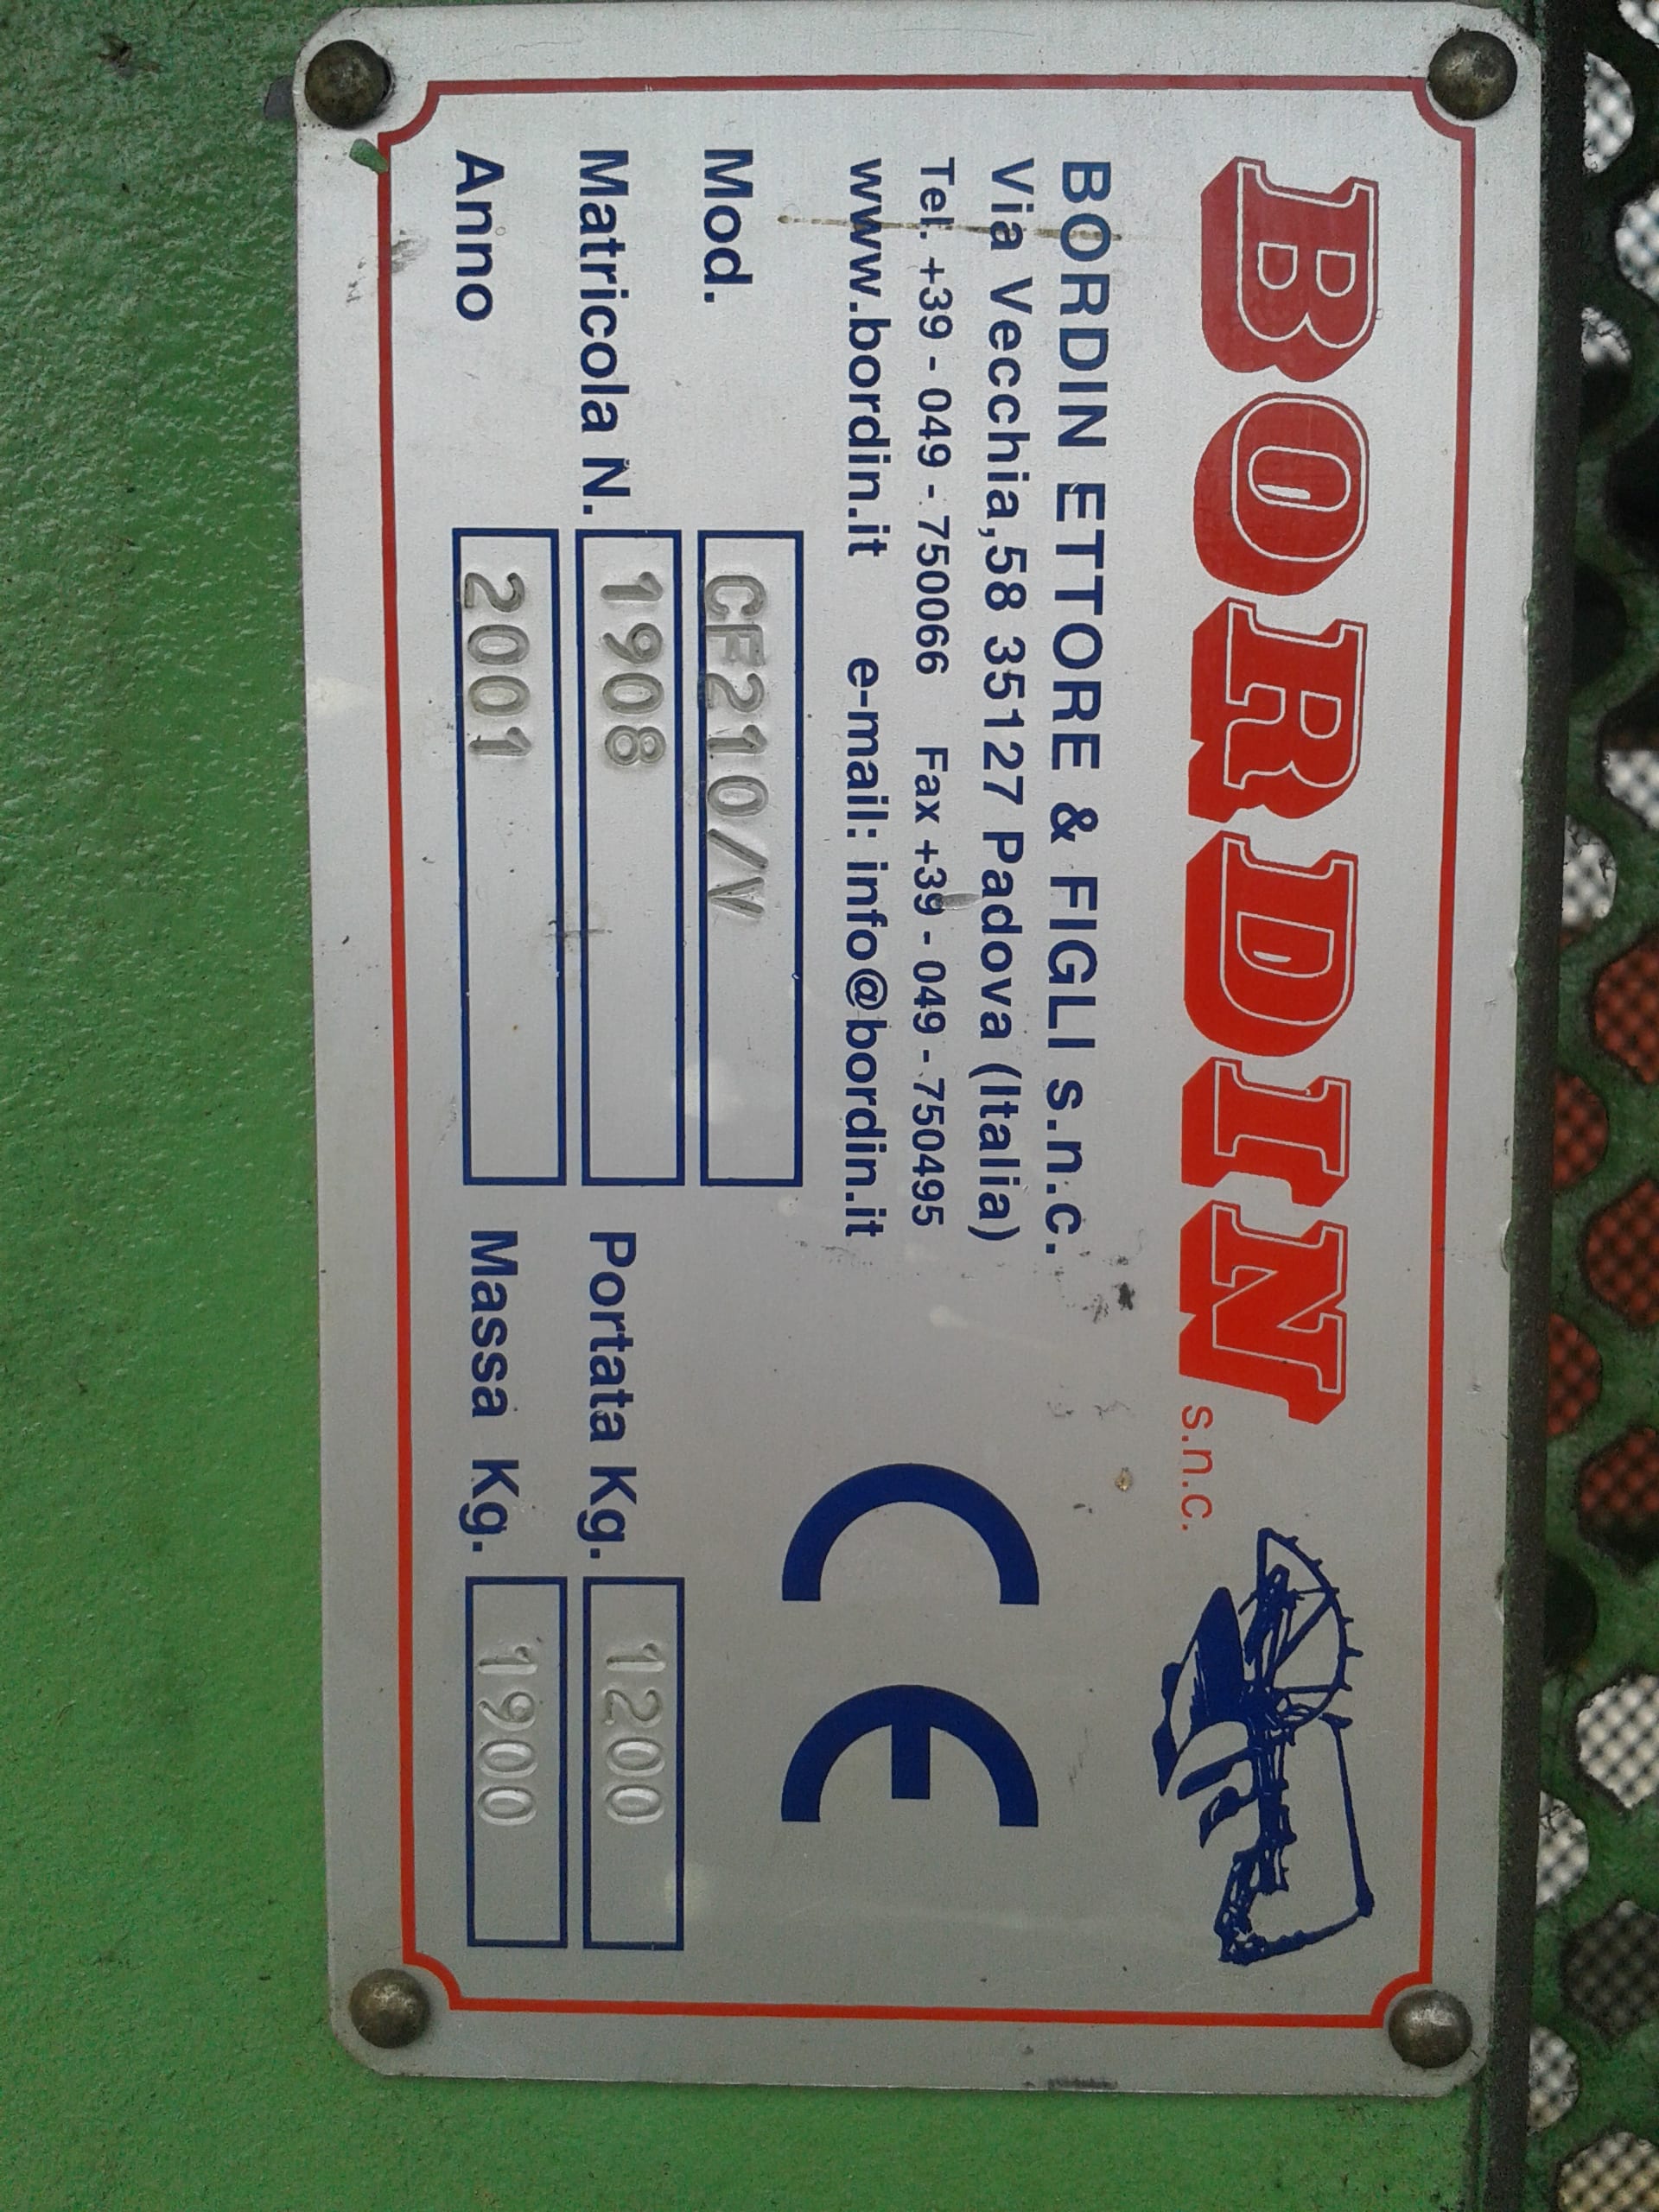 BORDIN s.n.c.
BORDIN ETTORE & FIGLI s.n.c.
Via Vecchia,58 35127 Padova (Italia)
Tel. +39 - 049 - 750066 Fax +39 - 049 - 750495
www.bordin.it e-mail: info@bordin.it
CE
Mod. CF210/V
Matricola N. 1908 Portata Kg. 1200
Anno 2001 Massa Kg. 1900